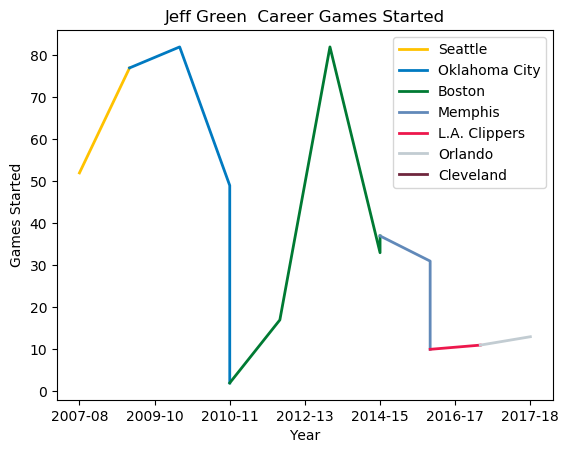 Jeff Green  Career Games Started
Games Started
80
70
60
50
40
30
20
10
0
Seattle
Oklahoma City
Boston
Memphis
L.A. Clippers
Orlando
Cleveland
2007-08 2009-10 2010-11 2012-13 2014-15 2016-17 2017-18
Year